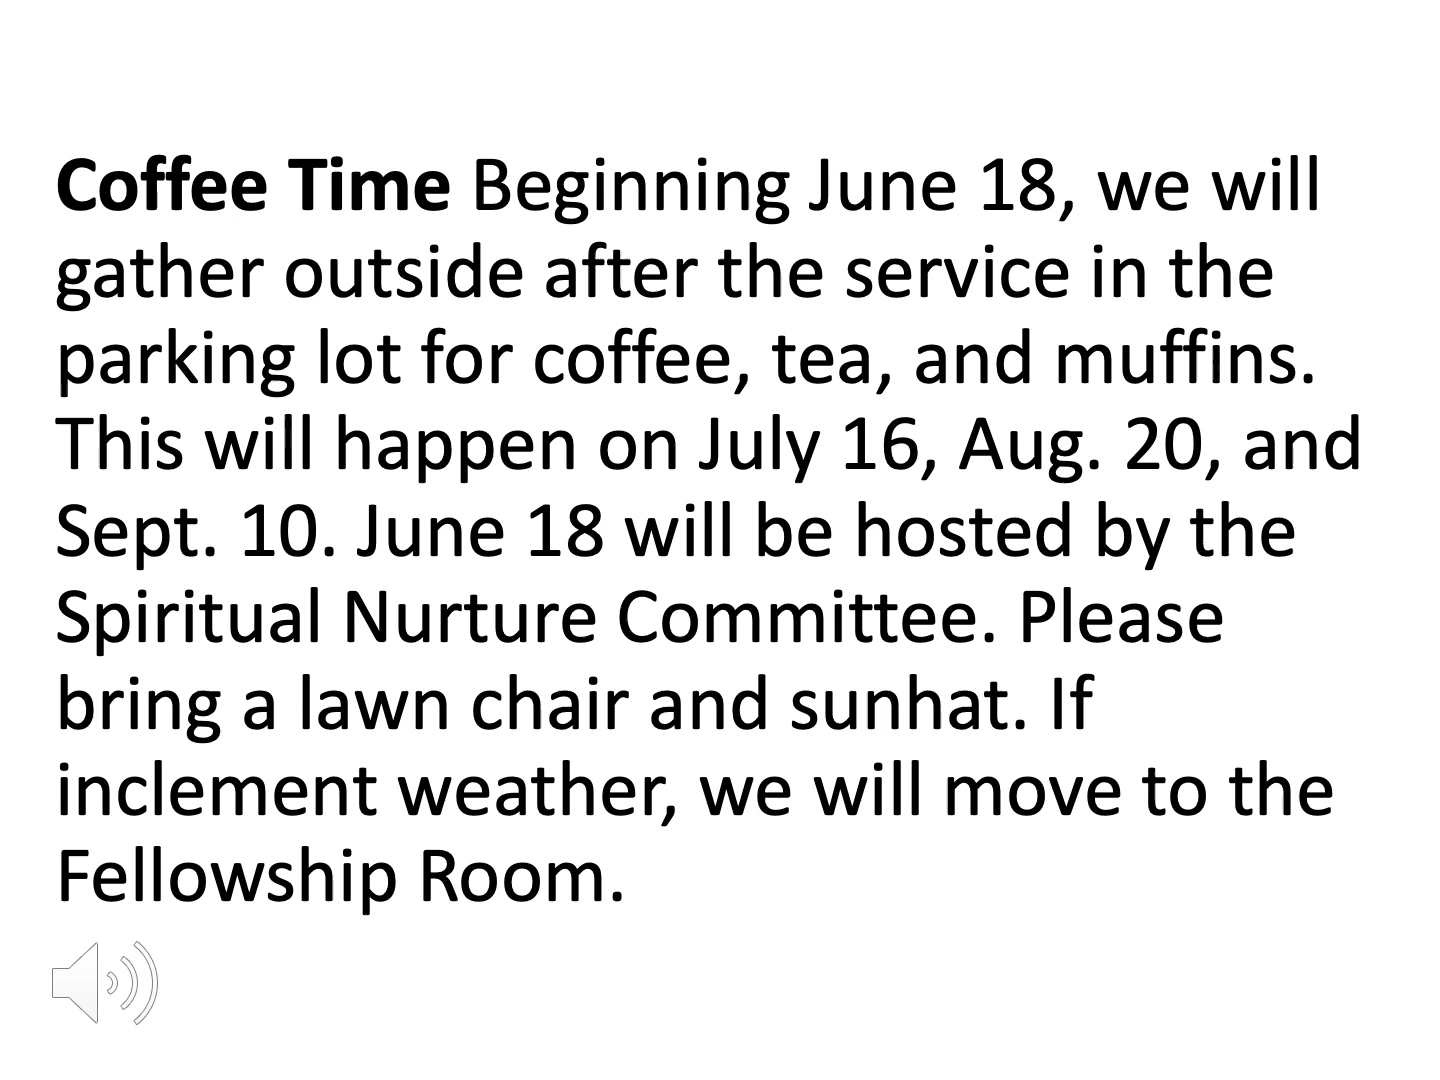 Coffee Time Beginning June 18, we will
gather outside after the service in the
parking lot for coffee, tea, and muffins.
This will happen on July 16, Aug. 20, and
Sept. 10. June 18 will be hosted by the
Spiritual Nurture Committee. Please
bring a lawn chair and sunhat. If
inclement weather, we will move to the
Fellowship Room.